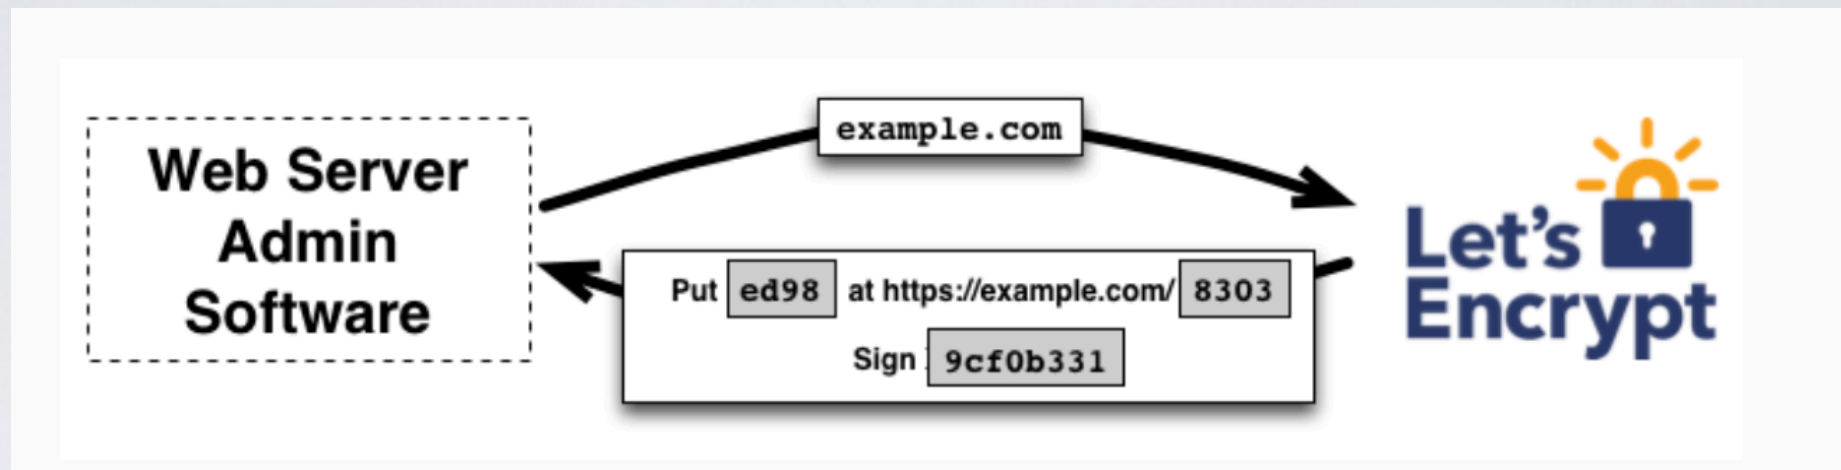 Web Server
Admin
Software
example.com
Put ed98 at https://example.com/ 8303
Sign 9cf0b331
Let's
Encrypt